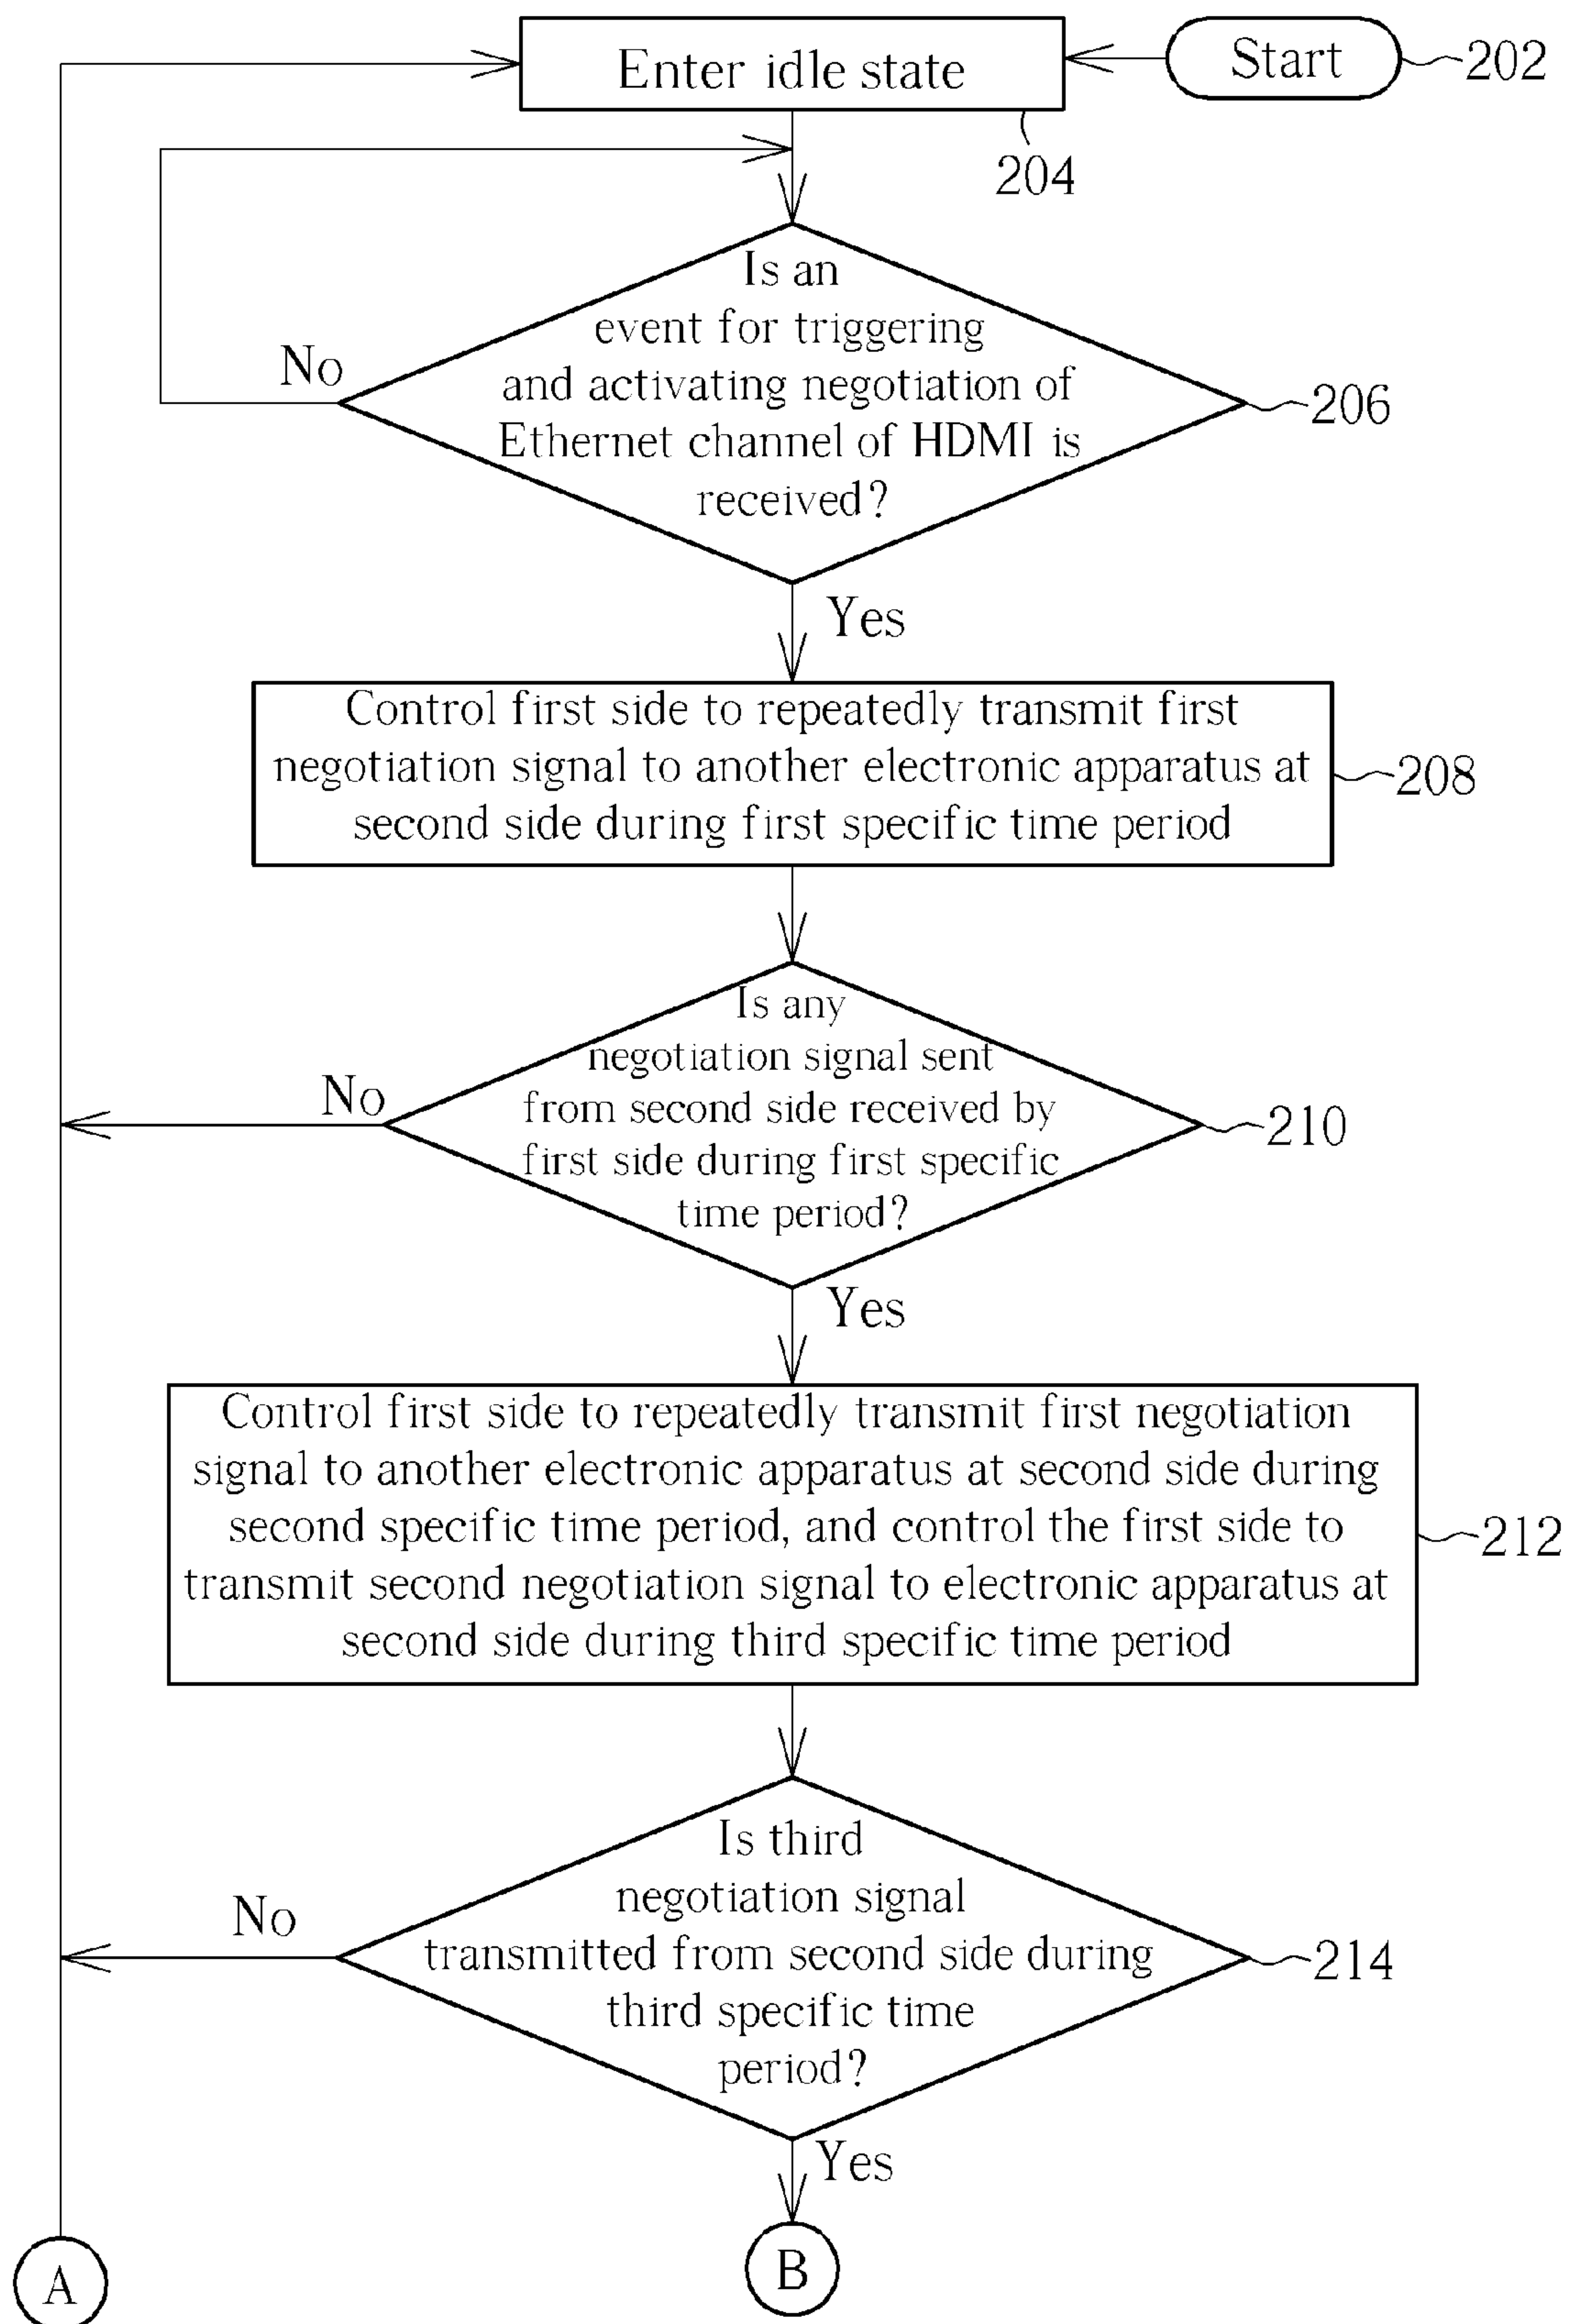 Enter idle state
Start
202
204
Is an
event for triggering
and activating negotiation of
Ethernet channel of HDMI is
received?
No
206
Yes
Control first side to repeatedly transmit first
negotiation signal to another electronic apparatus at
second side during first specific time period
208
Is any
negotiation signal sent
from second side received by
first side during first specific
time period?
No
210
Yes
Control first side to repeatedly transmit first negotiation
signal to another electronic apparatus at second side during
second specific time period, and control the first side to
transmit second negotiation signal to electronic apparatus at
second side during third specific time period
212
Is third
negotiation signal
transmitted from second side during
third specific time
period?
No
214
Yes
A
B